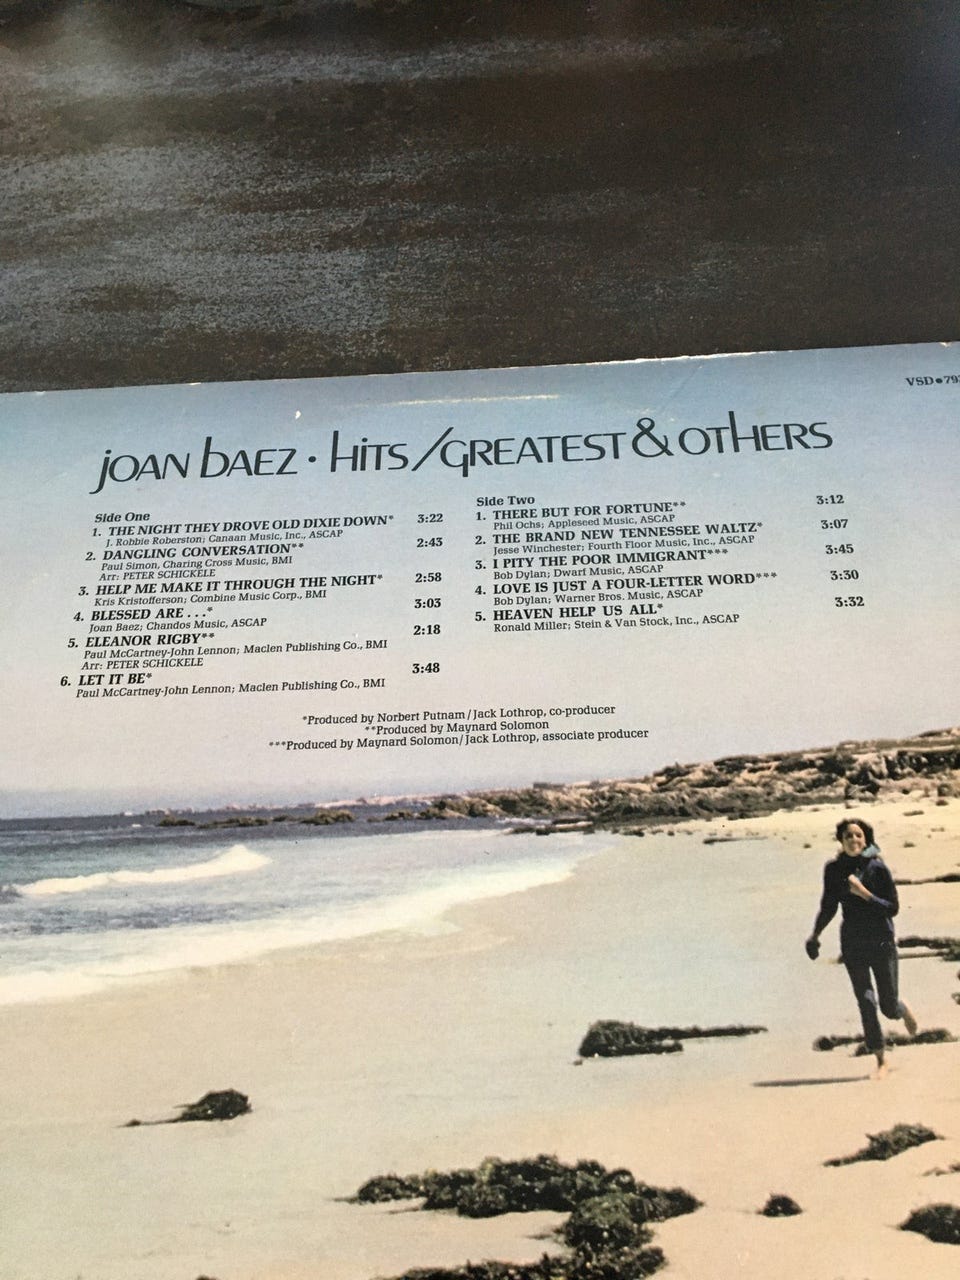 VSD•79
JOAN BAEZ • HITS/GREATEST & OTHERS
Side One
1. THE NIGHT THEY DROVE OLD DIXIE DOWN* 3:22
J. Robbie Roberston; Canaan Music, Inc., ASCAP
2. DANGLING CONVERSATION** 2:43
Paul Simon, Charing Cross Music, BMI
Arr: PETER SCHICKELE
3. HELP ME MAKE IT THROUGH THE NIGHT* 2:58
Kris Kristofferson; Combine Music Corp., BMI
4. BLESSED ARE . . .* 3:03
Joan Baez; Chandos Music, ASCAP
5. ELEANOR RIGBY** 2:18
Paul McCartney-John Lennon; Maclen Publishing Co., BMI
Arr: PETER SCHICKELE
6. LET IT BE* 3:48
Paul McCartney-John Lennon; Maclen Publishing Co., BMI
Side Two
1. THERE BUT FOR FORTUNE** 3:12
Phil Ochs; Appleseed Music, ASCAP
2. THE BRAND NEW TENNESSEE WALTZ* 3:07
Jesse Winchester; Fourth Floor Music, Inc., ASCAP
3. I PITY THE POOR IMMIGRANT*** 3:45
Bob Dylan; Dwarf Music, ASCAP
4. LOVE IS JUST A FOUR-LETTER WORD*** 3:30
Bob Dylan; Warner Bros. Music, ASCAP
5. HEAVEN HELP US ALL* 3:32
Ronald Miller; Stein & Van Stock, Inc., ASCAP
*Produced by Norbert Putnam/Jack Lothrop, co-producer
**Produced by Maynard Solomon
***Produced by Maynard Solomon/Jack Lothrop, associate producer